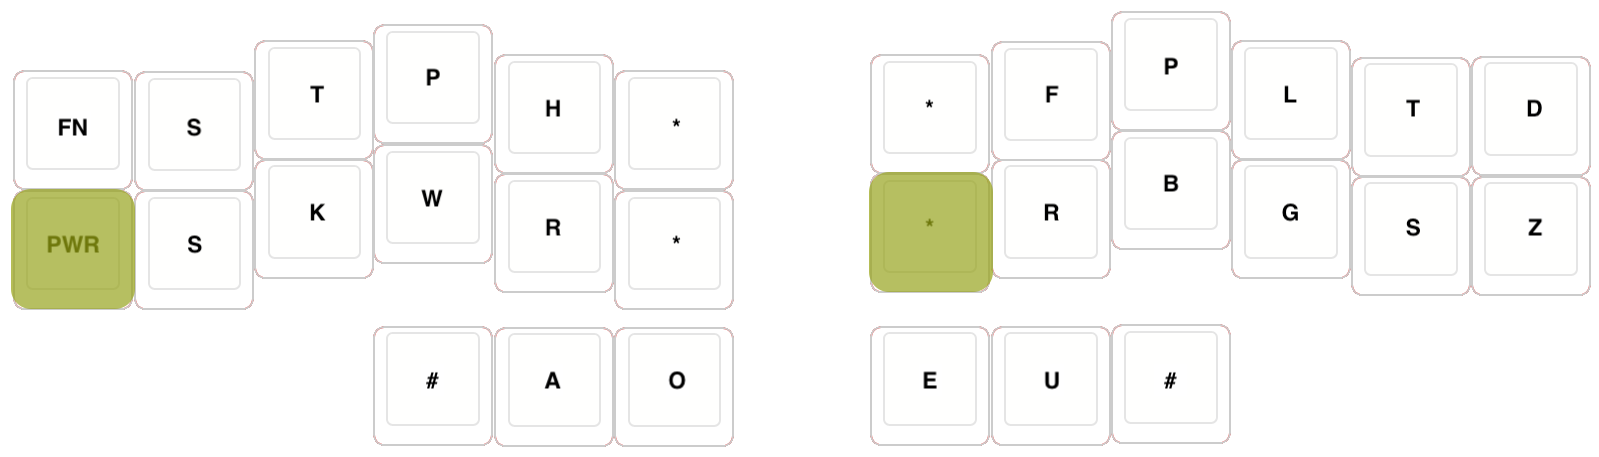 FN S T P H * * F P L T D
PWR S K W R * * R B G S Z
# A O E U #